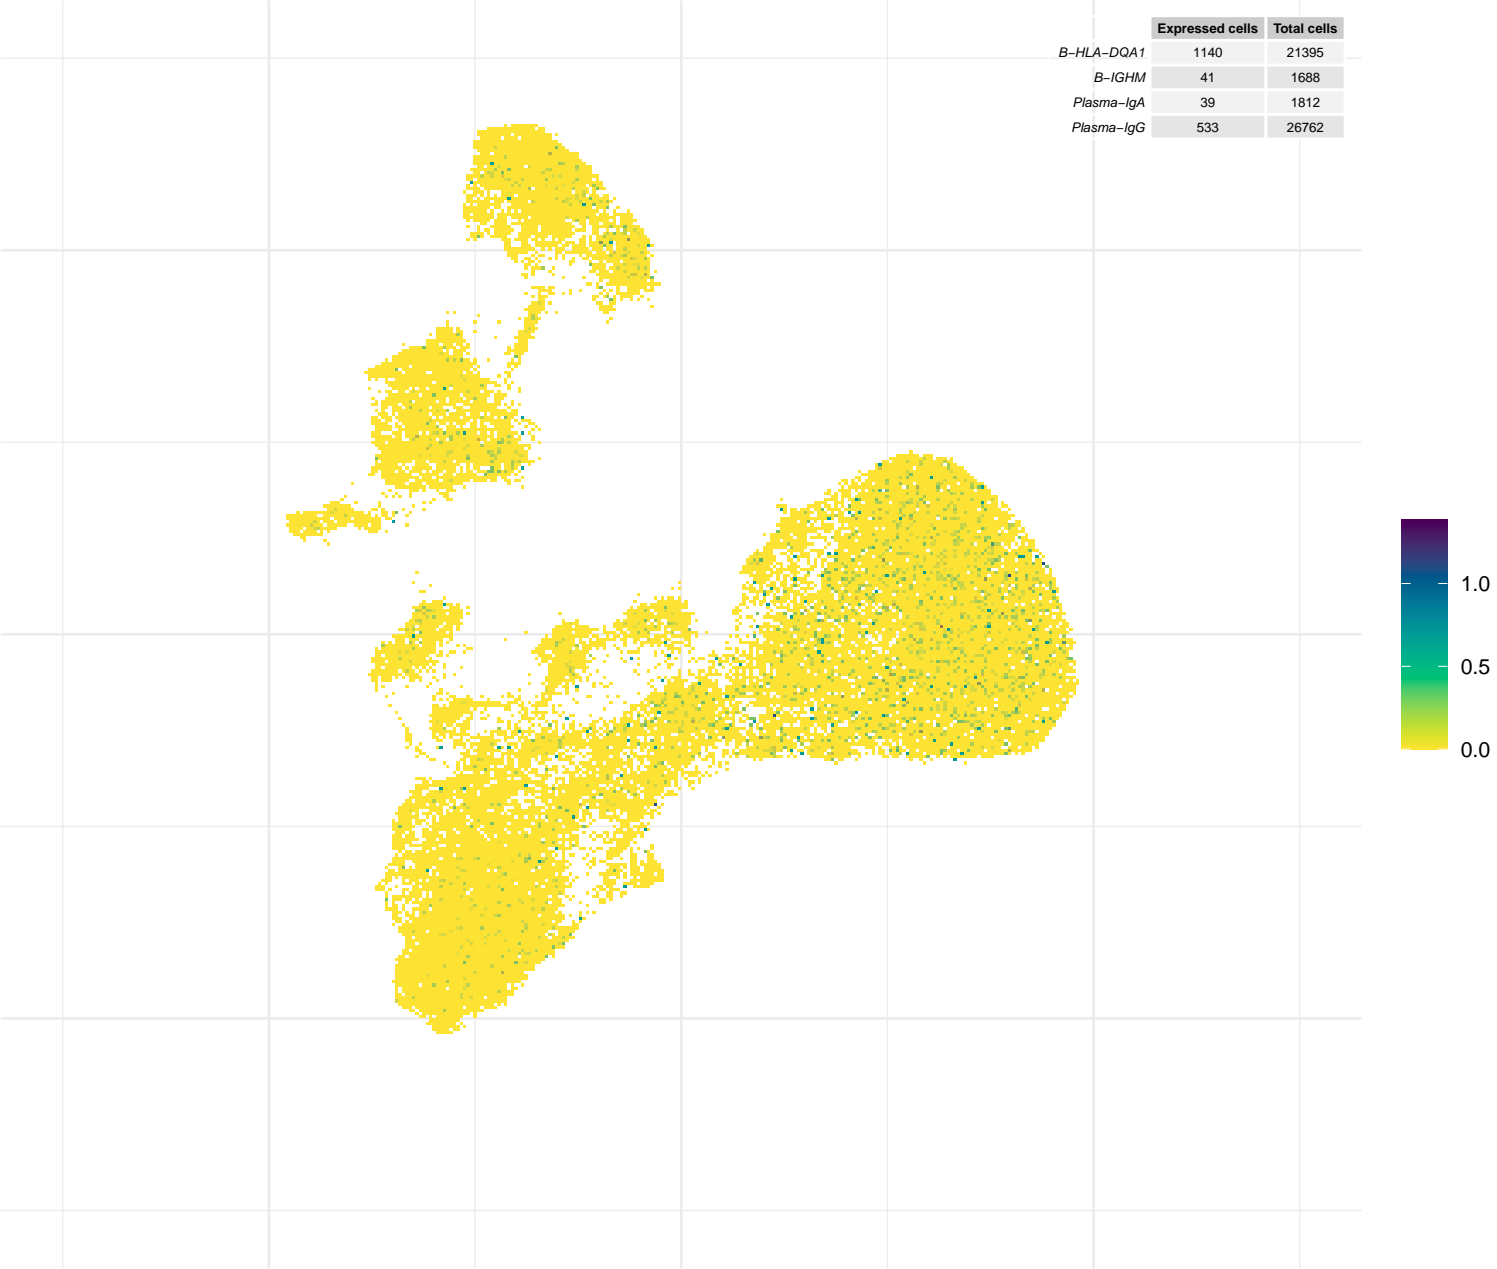 Expressed cells Total cells
B−HLA−DQA1 1140 21395
B−IGHM 41 1688
Plasma−IgA 39 1812
Plasma−IgG 533 26762
1.0
0.5
0.0